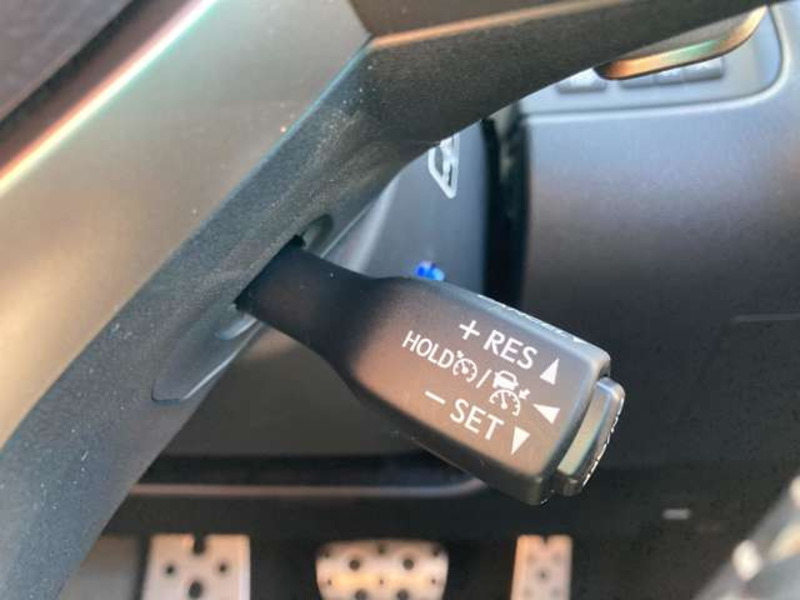 + RES ▲
HOLD /
− SET ▼